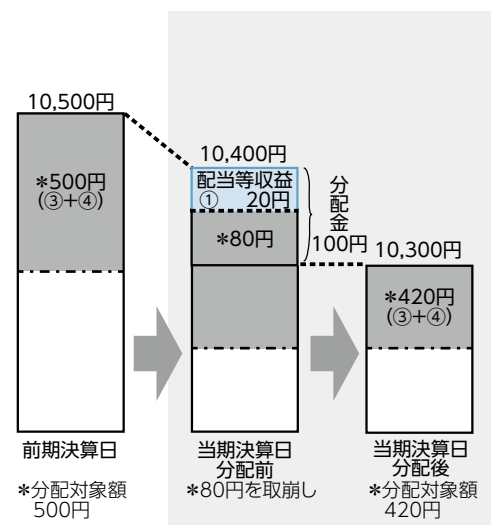 10,500円
*500円
(③+④)
前期決算日
*分配対象額
500円
10,400円
配当等収益
① 20円
*80円
分配金
100円
当期決算日
分配前
*80円を取崩し
10,300円
*420円
(③+④)
当期決算日
分配後
*分配対象額
420円